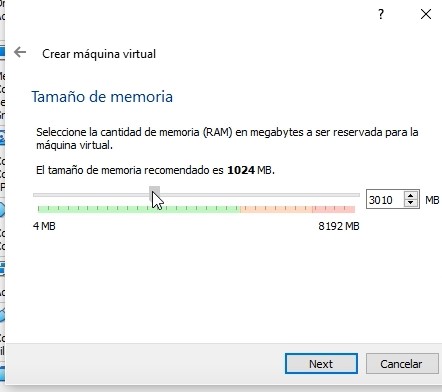 ?
Crear máquina virtual
Tamaño de memoria
Seleccione la cantidad de memoria (RAM) en megabytes a ser reservada para la
máquina virtual.
El tamaño de memoria recomendado es 1024 MB.
3010 MB
4 MB 8192 MB
Next Cancelar